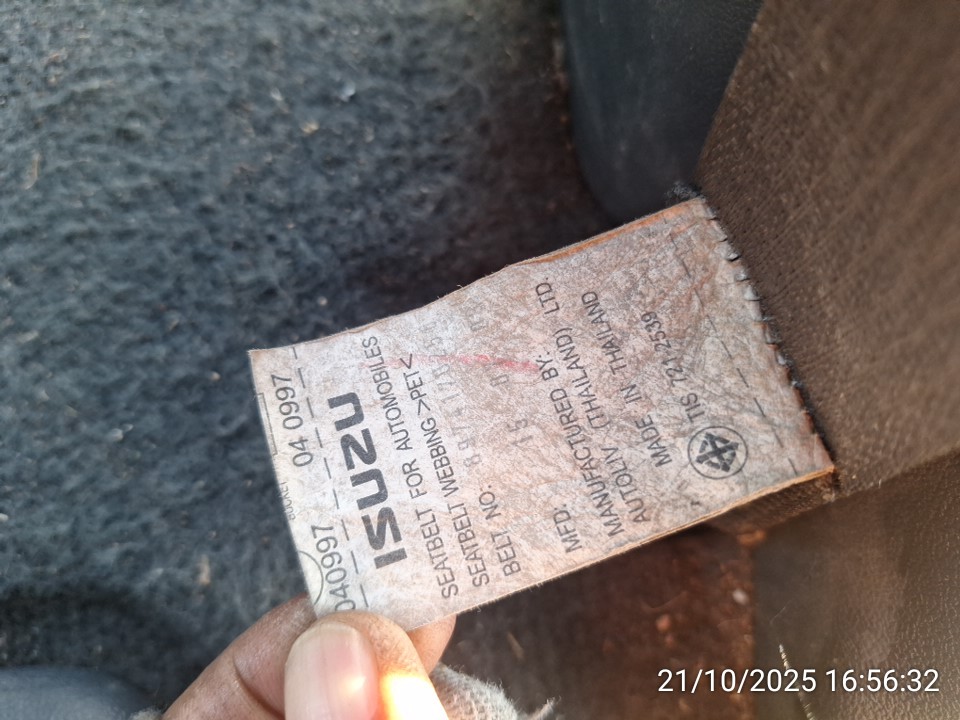 040997 04 0997
ISUZU
SEATBELT FOR AUTOMOBILES
SEATBELT WEBBING >PET<
BELT NO.
MFD.
MANUFACTURED BY:
AUTOLIV (THAILAND) LTD.
MADE IN THAILAND
TIS 721-2539
21/10/2025 16:56:32